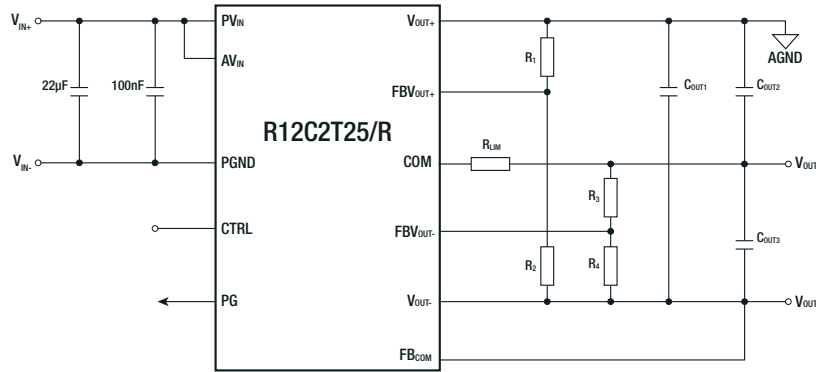 VIN+
PVIN
VOUT+
AGND
AVIN
R1
22µF
100nF
FBVOUT+
COUT1
COUT2
R12C2T25/R
VIN-
PGND
COM
RLIM
VOUT
R3
CTRL
FBVOUT-
COUT3
R2
R4
PG
VOUT-
VOUT
FBCOM